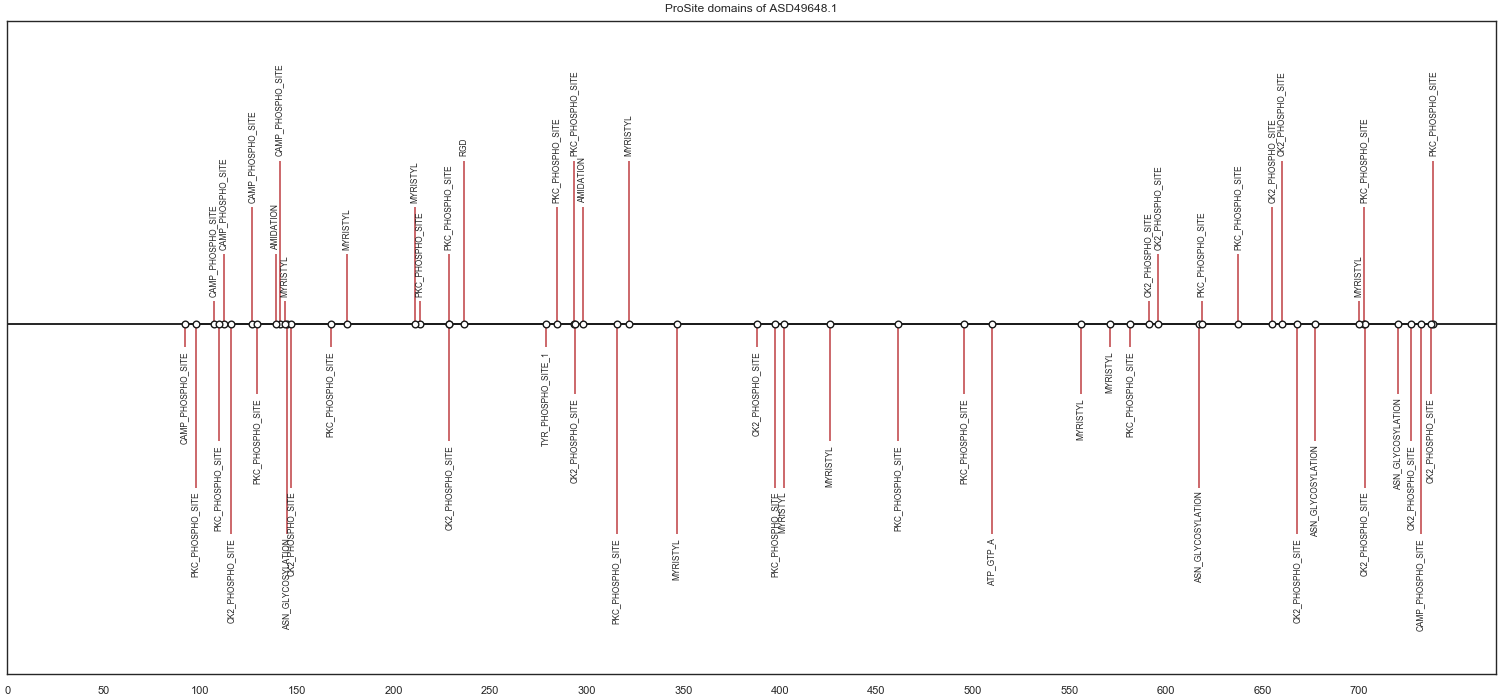 ProSite domains of ASD49648.1
CAMP_PHOSPHO_SITE
PKC_PHOSPHO_SITE
CAMP_PHOSPHO_SITE
PKC_PHOSPHO_SITE
CAMP_PHOSPHO_SITE
CK2_PHOSPHO_SITE
CAMP_PHOSPHO_SITE
PKC_PHOSPHO_SITE
AMIDATION
CAMP_PHOSPHO_SITE
MYRISTYL
ASN_GLYCOSYLATION
CK2_PHOSPHO_SITE
PKC_PHOSPHO_SITE
MYRISTYL
MYRISTYL
PKC_PHOSPHO_SITE
PKC_PHOSPHO_SITE
CK2_PHOSPHO_SITE
RGD
TYR_PHOSPHO_SITE_1
PKC_PHOSPHO_SITE
PKC_PHOSPHO_SITE
CK2_PHOSPHO_SITE
AMIDATION
PKC_PHOSPHO_SITE
MYRISTYL
MYRISTYL
CK2_PHOSPHO_SITE
PKC_PHOSPHO_SITE
MYRISTYL
MYRISTYL
PKC_PHOSPHO_SITE
PKC_PHOSPHO_SITE
ATP_GTP_A
MYRISTYL
MYRISTYL
PKC_PHOSPHO_SITE
CK2_PHOSPHO_SITE
CK2_PHOSPHO_SITE
ASN_GLYCOSYLATION
PKC_PHOSPHO_SITE
PKC_PHOSPHO_SITE
CK2_PHOSPHO_SITE
CK2_PHOSPHO_SITE
CK2_PHOSPHO_SITE
ASN_GLYCOSYLATION
MYRISTYL
PKC_PHOSPHO_SITE
CK2_PHOSPHO_SITE
ASN_GLYCOSYLATION
CK2_PHOSPHO_SITE
CAMP_PHOSPHO_SITE
CK2_PHOSPHO_SITE
PKC_PHOSPHO_SITE
0 50 100 150 200 250 300 350 400 450 500 550 600 650 700